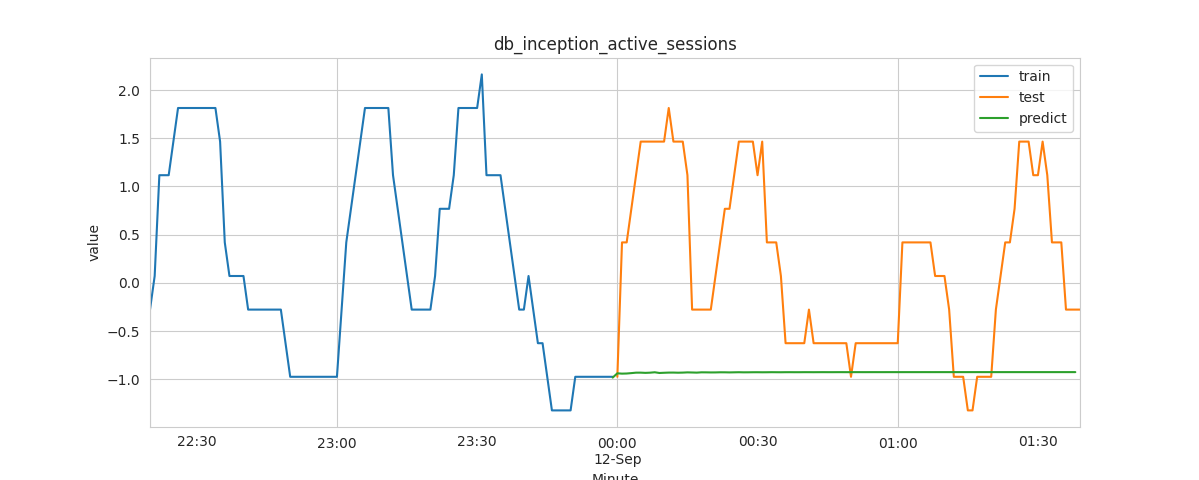 db_inception_active_sessions
train
test
predict
value
2.0
1.5
1.0
0.5
0.0
−0.5
−1.0
22:30
23:00
23:30
00:00
00:30
01:00
01:30
12-Sep
Minute